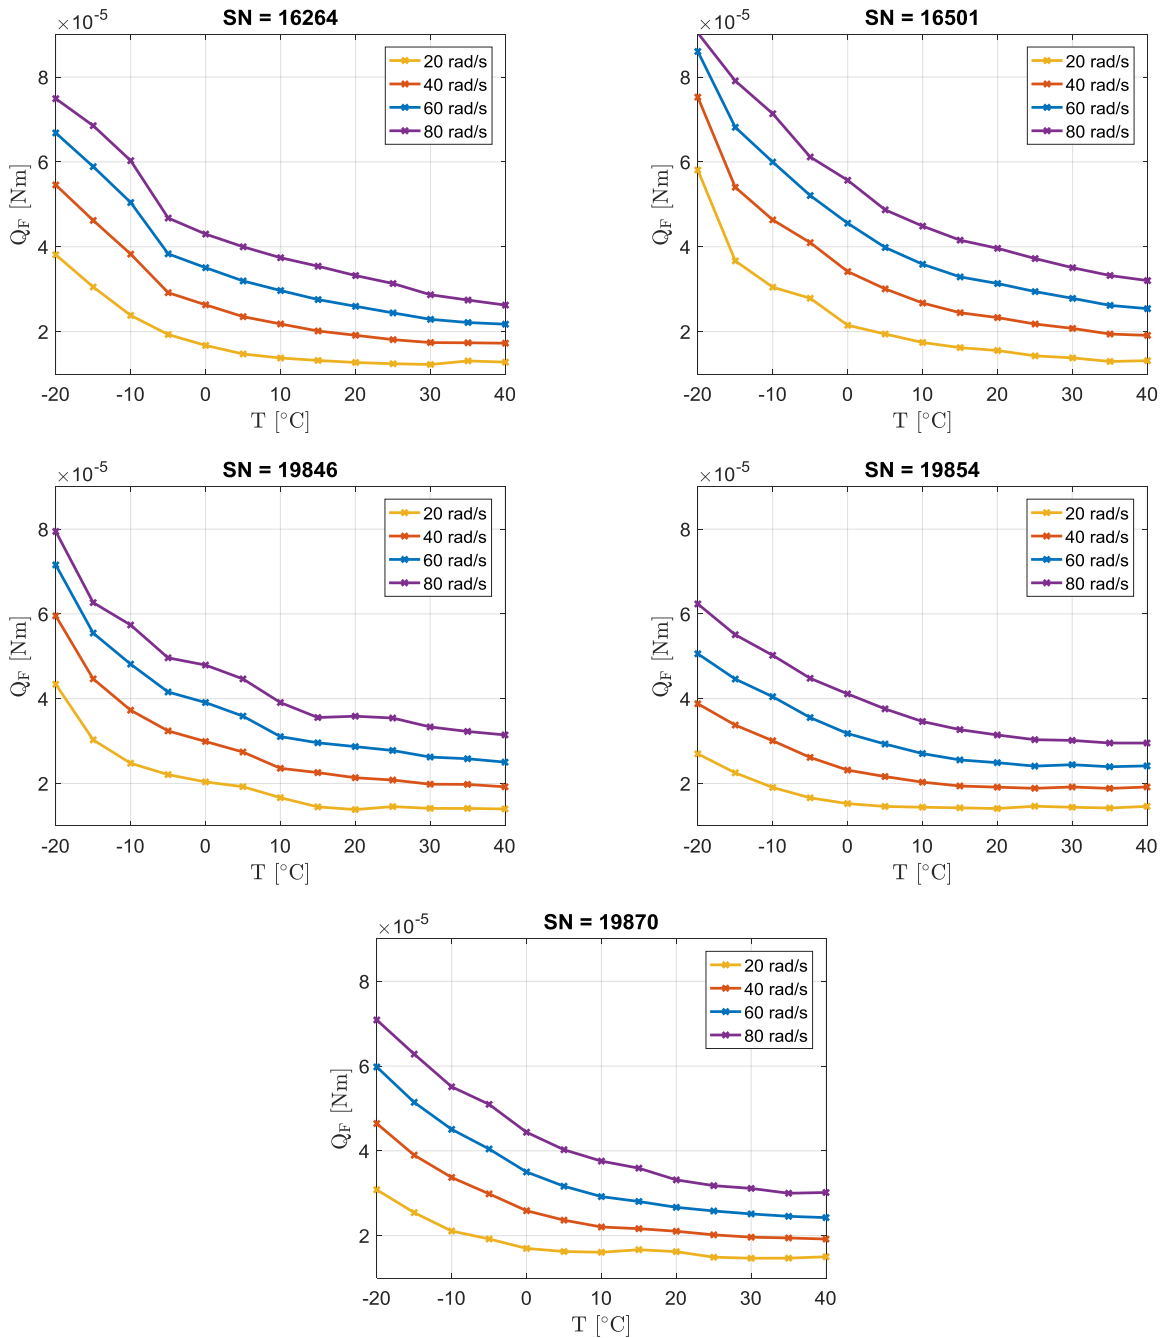 SN = 16264
×10-5
8
6
4
2
QF [Nm]
-20 -10 0 10 20 30 40
T [°C]
20 rad/s
40 rad/s
60 rad/s
80 rad/s
SN = 16501
×10-5
8
6
4
2
QF [Nm]
-20 -10 0 10 20 30 40
T [°C]
20 rad/s
40 rad/s
60 rad/s
80 rad/s
SN = 19846
×10-5
8
6
4
2
QF [Nm]
-20 -10 0 10 20 30 40
T [°C]
20 rad/s
40 rad/s
60 rad/s
80 rad/s
SN = 19854
×10-5
8
6
4
2
QF [Nm]
-20 -10 0 10 20 30 40
T [°C]
20 rad/s
40 rad/s
60 rad/s
80 rad/s
SN = 19870
×10-5
8
6
4
2
QF [Nm]
-20 -10 0 10 20 30 40
T [°C]
20 rad/s
40 rad/s
60 rad/s
80 rad/s